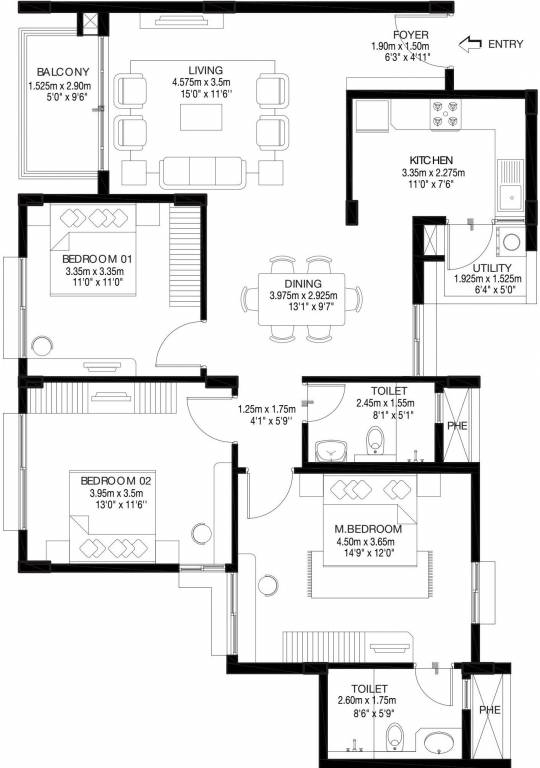 FOYER
1.90m x 1.50m
6'3" x 4'11"
ENTRY
BALCONY
1.525m x 2.90m
5'0" x 9'6"
LIVING
4.575m x 3.5m
15'0" x 11'6"
KITCHEN
3.35m x 2.275m
11'0" x 7'6"
BEDROOM 01
3.35m x 3.35m
11'0" x 11'0"
DINING
3.975m x 2.925m
13'1" x 9'7"
UTILITY
1.925m x 1.525m
6'4" x 5'0"
1.25m x 1.75m
4'1" x 5'9"
TOILET
2.45m x 1.55m
8'1" x 5'1"
PHE
BEDROOM 02
3.95m x 3.5m
13'0" x 11'6"
M.BEDROOM
4.50m x 3.65m
14'9" x 12'0"
TOILET
2.60m x 1.75m
8'6" x 5'9"
PHE